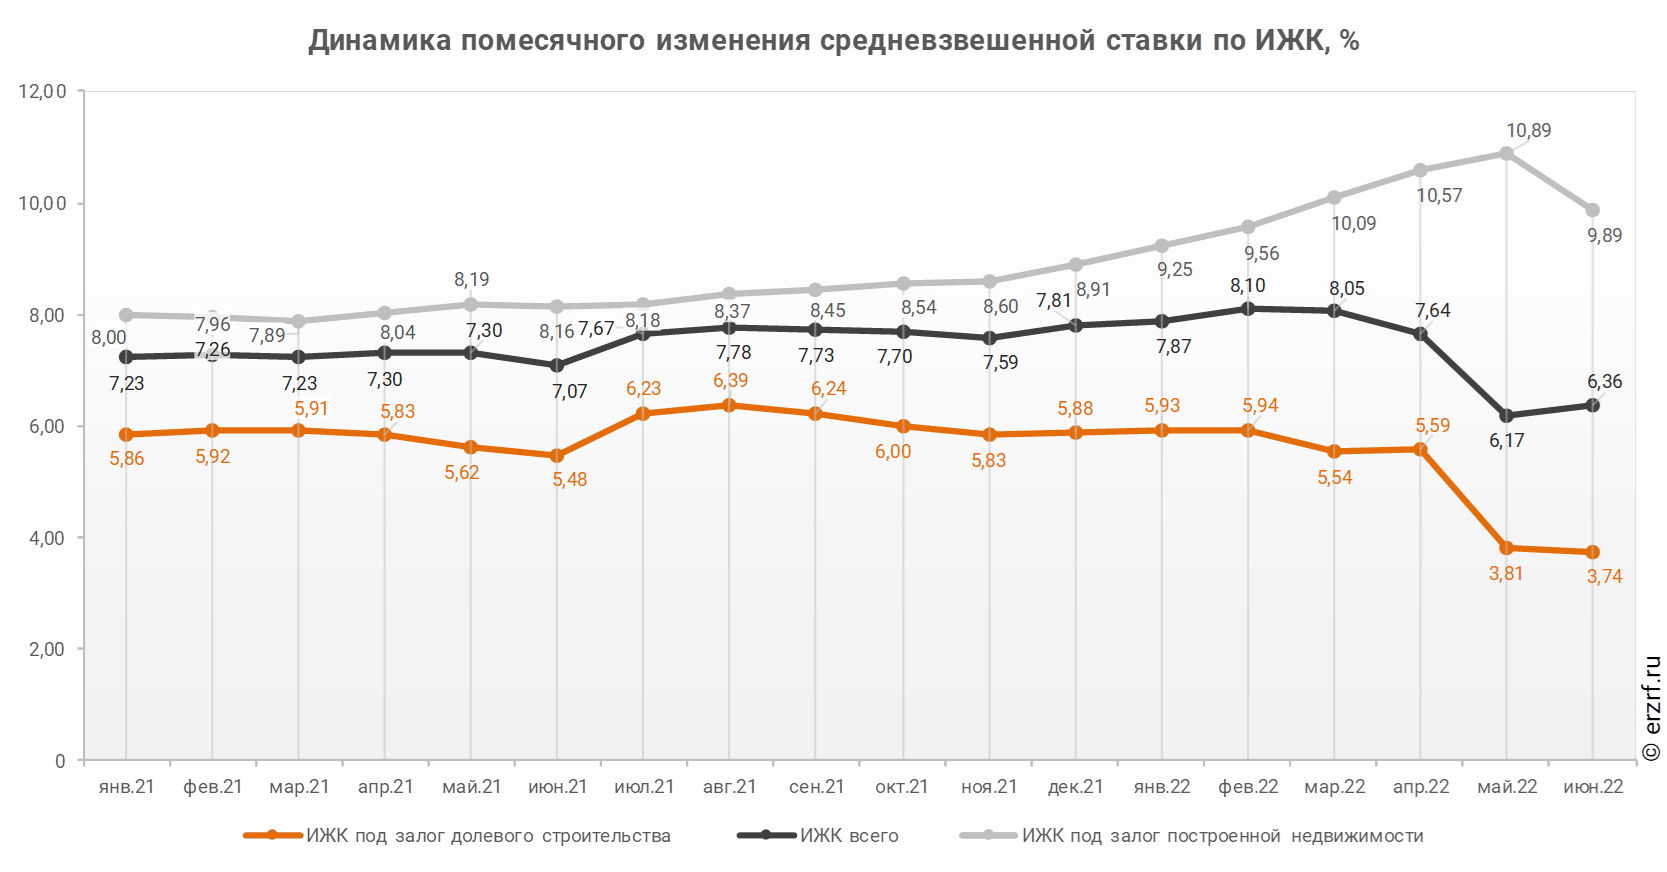 Динамика помесячного изменения средневзвешенной ставки по ИЖК, %
12,00
10,00
8,00
6,00
4,00
2,00
0
8,00 7,96 7,89 8,04 8,19 8,16 8,18 8,37 8,45 8,54 8,60 8,91 9,25 9,56 10,09 10,57 10,89 9,89
7,23 7,26 7,23 7,30 7,30 7,07 7,67 7,78 7,73 7,70 7,59 7,81 7,87 8,10 8,05 7,64 6,17 6,36
5,86 5,92 5,91 5,83 5,62 5,48 6,23 6,39 6,24 6,00 5,83 5,88 5,93 5,94 5,54 5,59 3,81 3,74
янв.21 фев.21 мар.21 апр.21 май.21 июн.21 июл.21 авг.21 сен.21 окт.21 ноя.21 дек.21 янв.22 фев.22 мар.22 апр.22 май.22 июн.22
ИЖК под залог долевого строительства ИЖК всего ИЖК под залог построенной недвижимости
© erzrf.ru